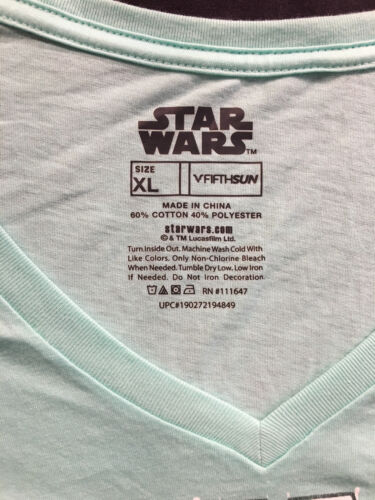 STAR
WARS™
SIZE
XL
FIFTHSUN
MADE IN CHINA
60% COTTON 40% POLYESTER
starwars.com
© & TM Lucasfilm Ltd.
Turn Inside Out. Machine Wash Cold With
Like Colors. Only Non-Chlorine Bleach
When Needed. Tumble Dry Low. Low Iron
If Needed. Do Not Iron Decoration.
RN #111647
UPC#190272194849